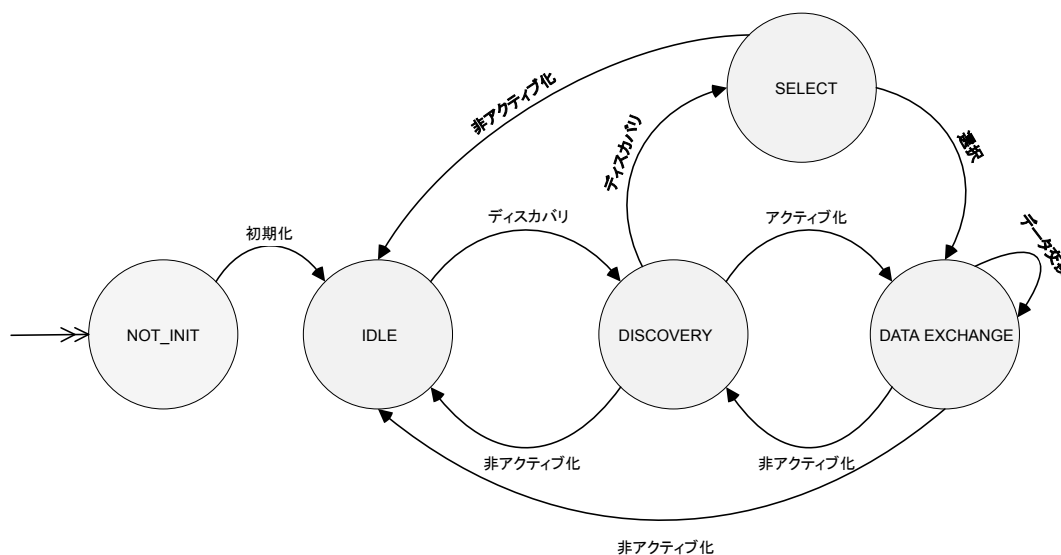 SELECT
非アクティブ化
ディスカバリ
選択
ディスカバリ
アクティブ化
初期化
NOT_INIT
IDLE
DISCOVERY
DATA EXCHANGE
非アクティブ化
非アクティブ化
非アクティブ化